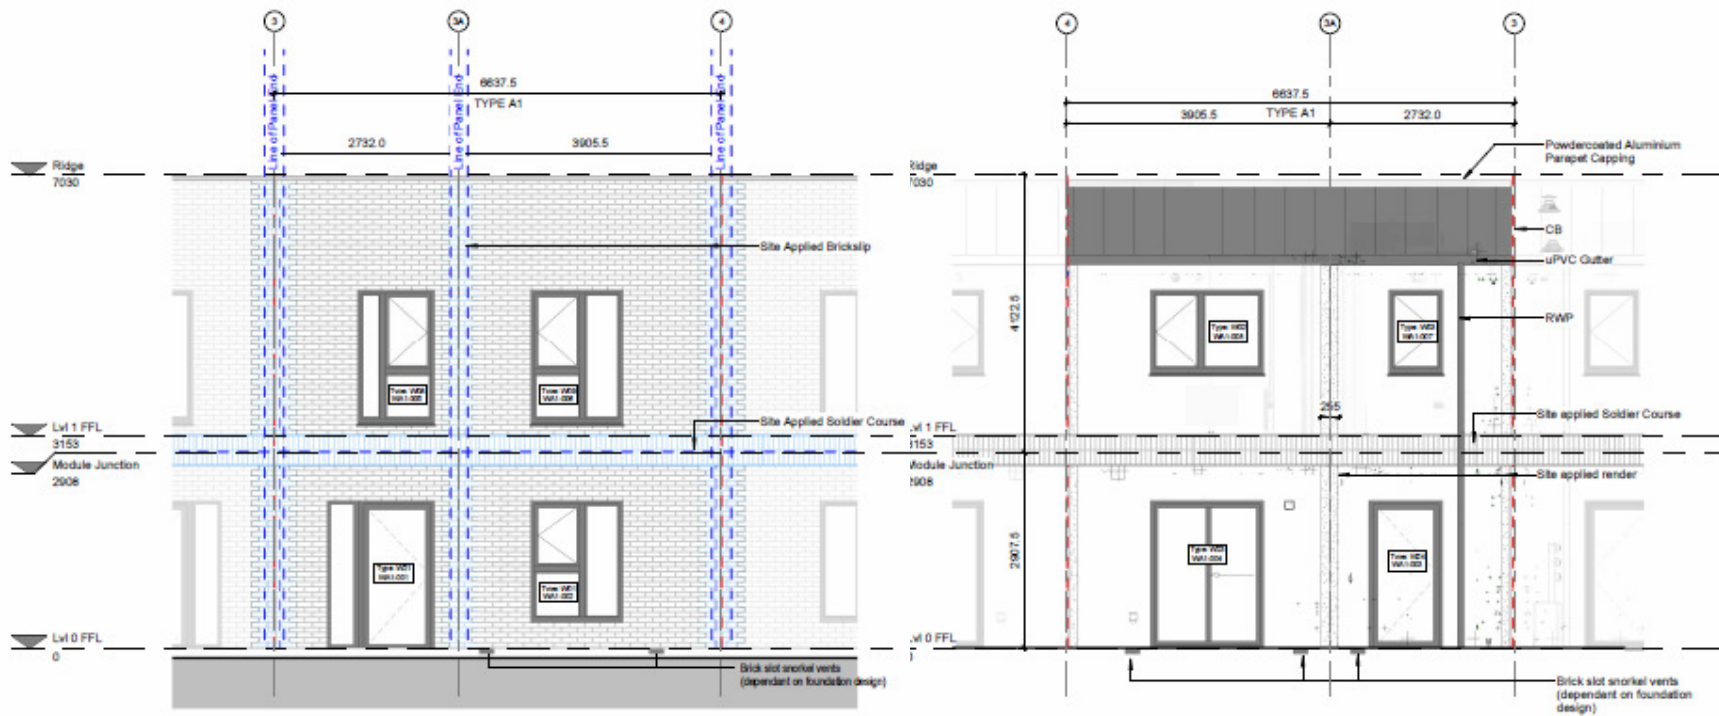 3
3A
4
6637.5
TYPE A1
2732.0
3905.5
Line of Panel End
Line of Panel End
Line of Panel End
Ridge
7030
Site Applied Brickslip
Site Applied Soldier Course
Lvl 1 FFL
3153
Module Junction
2908
Lvl 0 FFL
0
Brick slot snorkel vents
(dependant on foundation design)
4
3A
3
6637.5
3905.5
TYPE A1
2732.0
Powdercoated Aluminium
Parapet Capping
Ridge
7030
CB
uPVC Gutter
RWP
4122.5
255
Site applied Soldier Course
Lvl 1 FFL
3153
Module Junction
2908
Site applied render
2907.5
Lvl 0 FFL
Brick slot snorkel vents
(dependant on foundation
design)